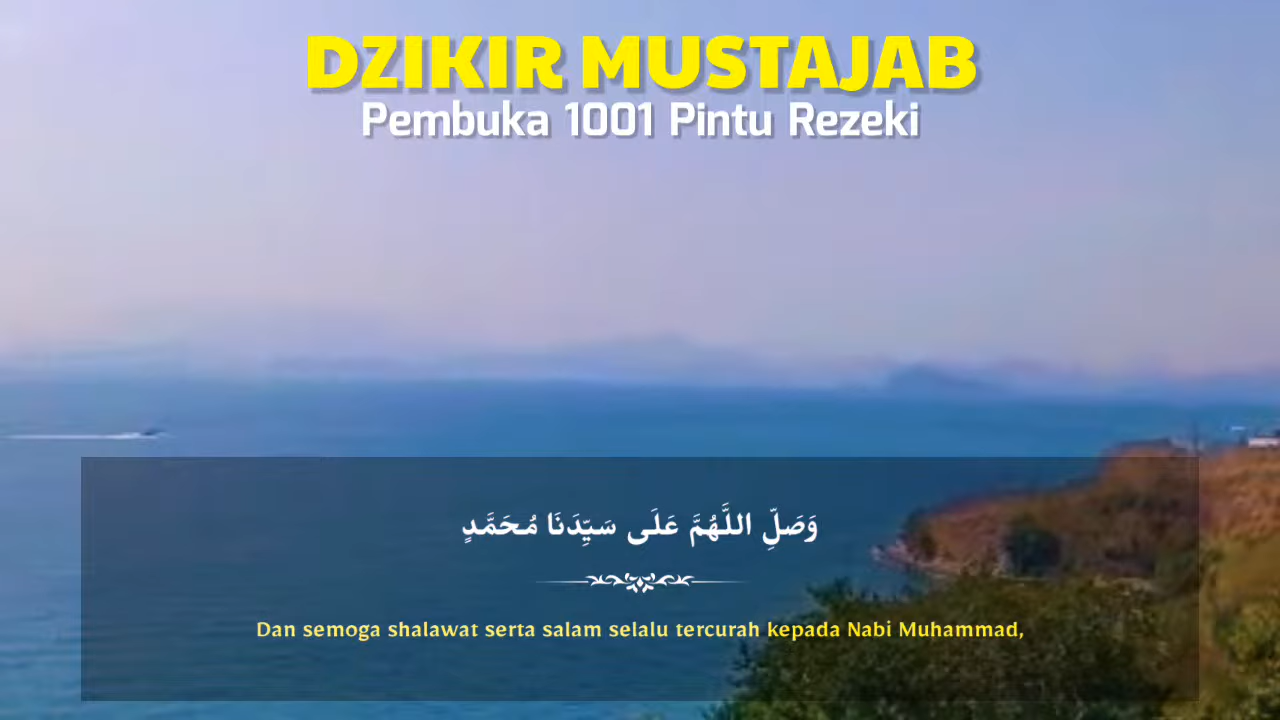 DZIKIR MUSTAJAB
Pembuka 1001 Pintu Rezeki
وَصَلِّ اللَّهُمَّ عَلَى سَيِّدَنَا مُحَمَّدٍ
Dan semoga shalawat serta salam selalu tercurah kepada Nabi Muhammad,